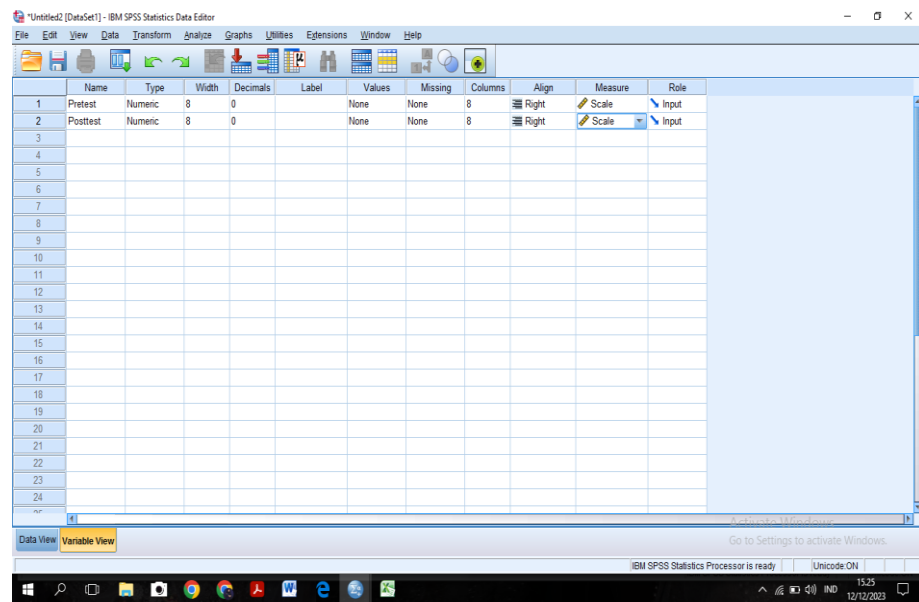 *Untitled2 [DataSet1] - IBM SPSS Statistics Data Editor
File Edit View Data Transform Analyze Graphs Utilities Extensions Window Help
Name Type Width Decimals Label Values Missing Columns Align Measure Role
1 Pretest Numeric 8 0 None None 8 Right Scale Input
2 Posttest Numeric 8 0 None None 8 Right Scale Input
3
4
5
6
7
8
9
10
11
12
13
14
15
16
17
18
19
20
21
22
23
24
Activate Windows
Data View Variable View Go to Settings to activate Windows.
IBM SPSS Statistics Processor is ready Unicode:ON
IND 15.25
12/12/2023